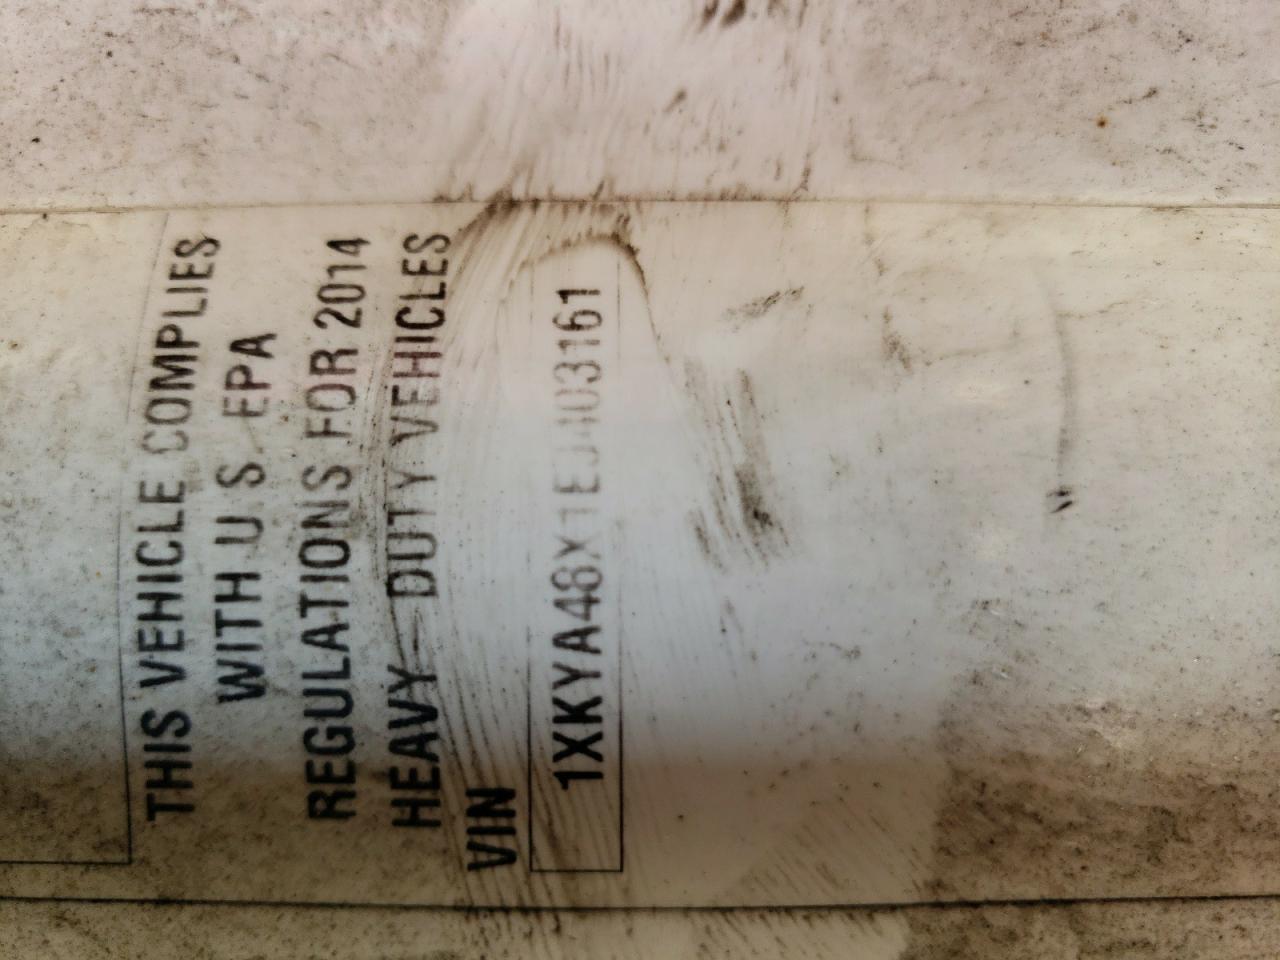 THIS VEHICLE COMPLIES
WITH U S EPA
REGULATIONS FOR 2014
HEAVY - DUTY VEHICLES
VIN
1XKYA48X1EJ403161